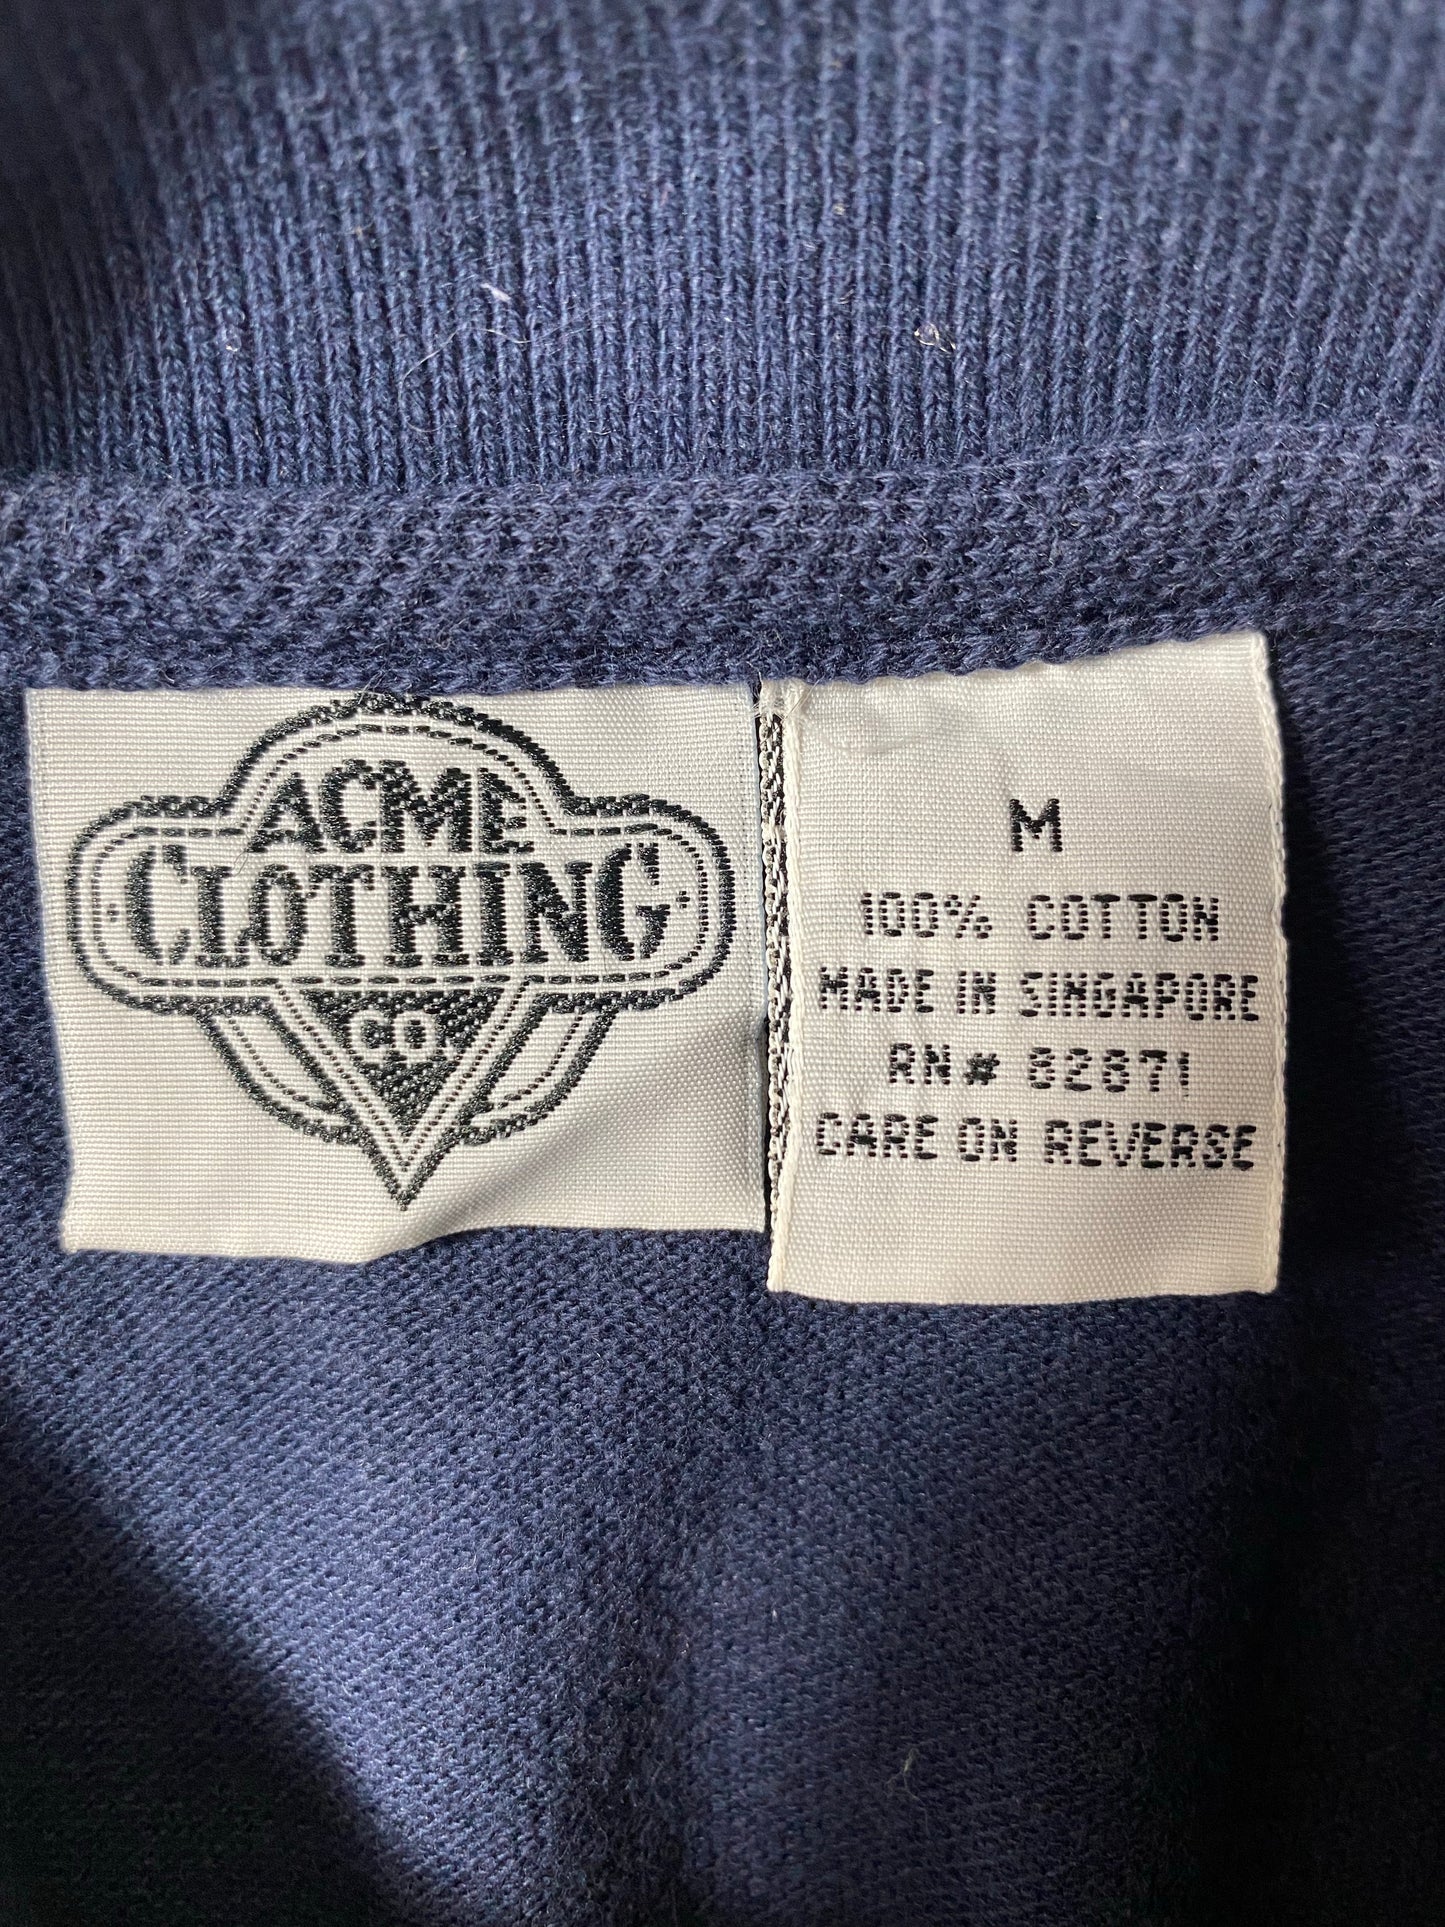 ACME
CLOTHING
CO.
M
100% COTTON
MADE IN SINGAPORE
RN# 82871
CARE ON REVERSE